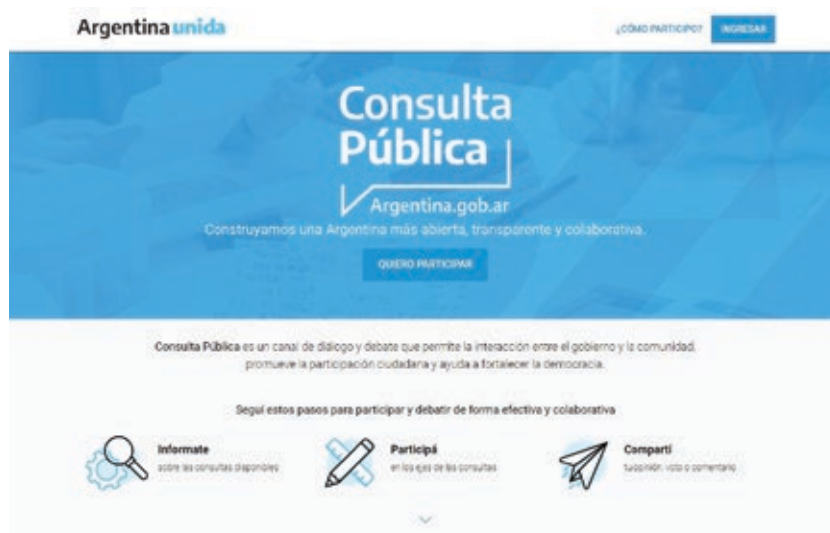 Argentina unida
¿CÓMO PARTICIPO? INGRESAR
Consulta
Pública
Argentina.gob.ar
Construyamos una Argentina más abierta, transparente y colaborativa.
QUIERO PARTICIPAR
Consulta Pública es un canal de diálogo y debate que permite la interacción entre el gobierno y la comunidad,
promueve la participación ciudadana y ayuda a fortalecer la democracia.
Seguí estos pasos para participar y debatir de forma efectiva y colaborativa
Informate
sobre las consultas disponibles
Participá
en los ejes de las consultas
Compartí
tu opinión, voto o comentario